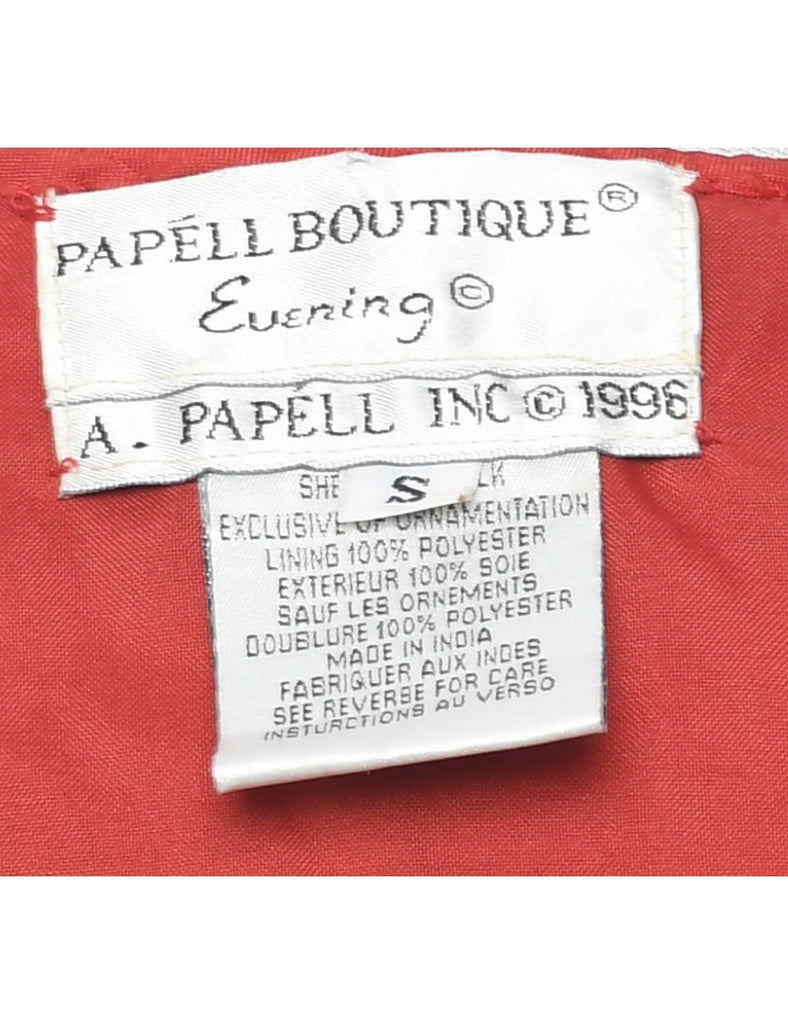 PAPÉLL BOUTIQUE®
Evening©
A. PAPÉLL INC © 1996
S
EXCLUSIVE OF ORNAMENTATION
LINING 100% POLYESTER
EXTERIEUR 100% SOIE
SAUF LES ORNEMENTS
DOUBLURE 100% POLYESTER
MADE IN INDIA
FABRIQUER AUX INDES
SEE REVERSE FOR CARE
INSTURCTIONS AU VERSO